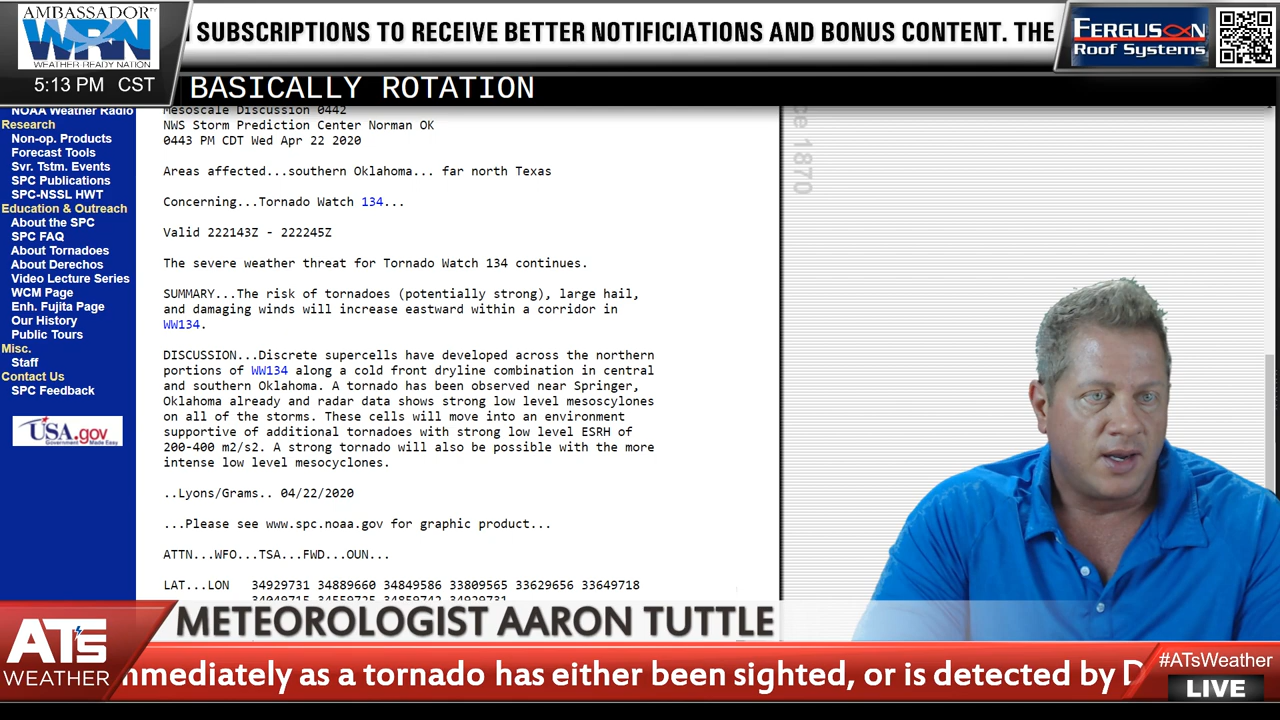 AMBASSADOR
WRN
WEATHER READY NATION
5:13 PM CST
SUBSCRIPTIONS TO RECEIVE BETTER NOTIFICIATIONS AND BONUS CONTENT. THE
FERGUSON
Roof Systems
BASICALLY ROTATION
NOAA Weather Radio
Research
Non-op. Products
Forecast Tools
Svr. Tstm. Events
SPC Publications
SPC-NSSL HWT
Education & Outreach
About the SPC
SPC FAQ
About Tornadoes
About Derechos
Video Lecture Series
WCM Page
Enh. Fujita Page
Our History
Public Tours
Misc.
Staff
Contact Us
SPC Feedback
USA.gov
Government Made Easy
Mesoscale Discussion 0442
NWS Storm Prediction Center Norman OK
0443 PM CDT Wed Apr 22 2020
Areas affected...southern Oklahoma... far north Texas
Concerning...Tornado Watch 134...
Valid 222143Z - 222245Z
The severe weather threat for Tornado Watch 134 continues.
SUMMARY...The risk of tornadoes (potentially strong), large hail,
and damaging winds will increase eastward within a corridor in
WW134.
DISCUSSION...Discrete supercells have developed across the northern
portions of WW134 along a cold front dryline combination in central
and southern Oklahoma. A tornado has been observed near Springer,
Oklahoma already and radar data shows strong low level mesoscylones
on all of the storms. These cells will move into an environment
supportive of additional tornadoes with strong low level ESRH of
200-400 m2/s2. A strong tornado will also be possible with the more
intense low level mesocyclones.
..Lyons/Grams.. 04/22/2020
...Please see www.spc.noaa.gov for graphic product...
ATTN...WFO...TSA...FWD...OUN...
LAT...LON 34929731 34889660 34849586 33809565 33629656 33649718
34049715 34559725 34859742 34929731
ce 1870
METEOROLOGIST AARON TUTTLE
ATs
WEATHER
mmediately as a tornado has either been sighted, or is detected by D
#ATsWeather
LIVE